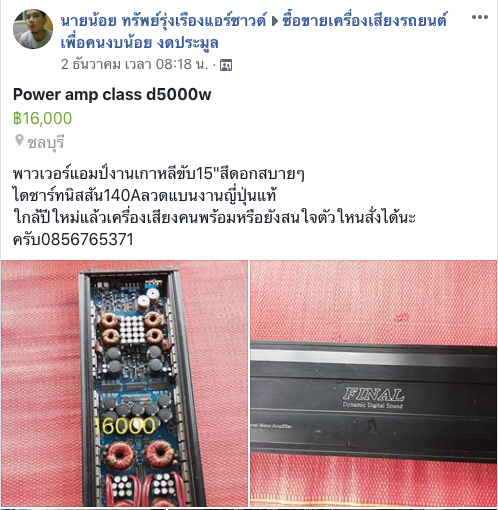 นายน้อย ทรัพย์รุ่งเรืองแอร์ซาวด์ ▸ ซื้อขายเครื่องเสียงรถยนต์
เพื่อคนงบน้อย งดประมูล
2 ธันวาคม เวลา 08:18 น. ·
Power amp class d5000w
฿16,000
ชลบุรี
พาวเวอร์แอมป์งานเกาหลีขับ15"สีดอกสบายๆ
ไดชาร์ทนิสสัน140Aลวดแบนงานญี่ปุ่นแท้
ใกล้ปีใหม่แล้วเครื่องเสียงคนพร้อมหรือยังสนใจตัวใหนสั่งได้นะ
ครับ0856765371
16000
FINAL
Dynamic Digital Sound
Mono Amplifier